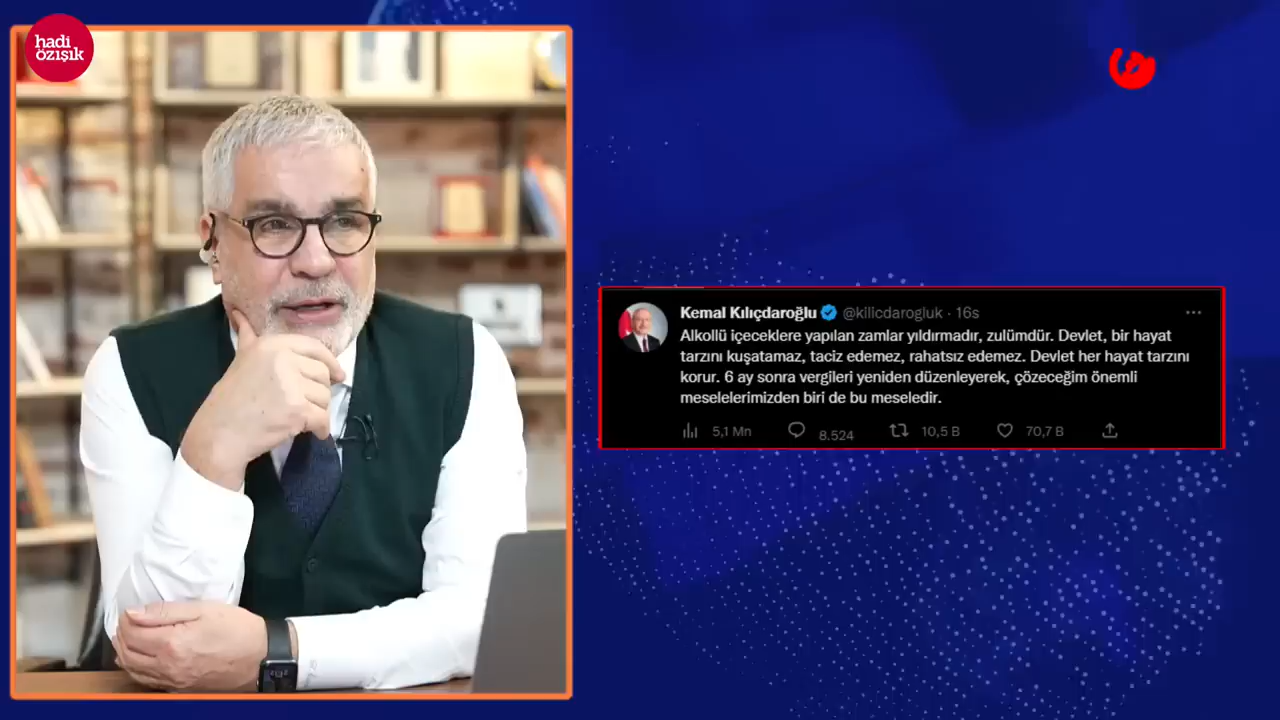 hadi
özışık
Kemal Kılıçdaroğlu @kilicdarogluk · 16s
Alkollü içeceklere yapılan zamlar yıldırmadır, zulümdür. Devlet, bir hayat
tarzını kuşatamaz, taciz edemez, rahatsız edemez. Devlet her hayat tarzını
korur. 6 ay sonra vergileri yeniden düzenleyerek, çözeceğim önemli
meselelerimizden biri de bu meseledir.
5,1 Mn 8.524 10,5 B 70,7 B